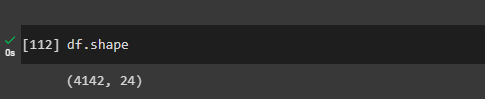 [112] df.shape
0s
(4142, 24)